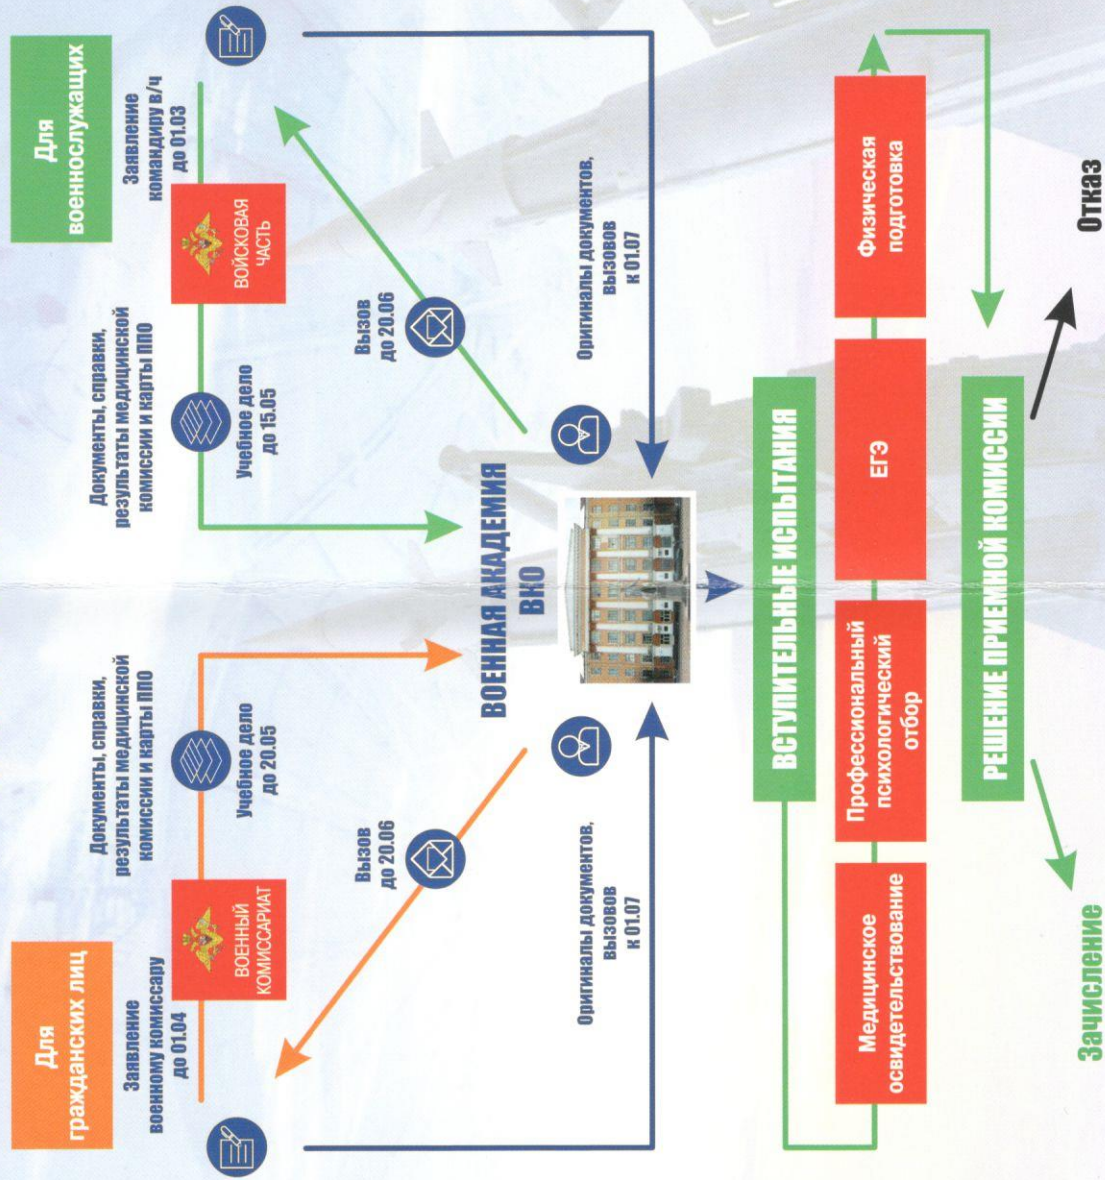 Для
гражданских лиц
Заявление
военному комиссару
до 01.04
ВОЕННЫЙ
КОМИССАРИАТ
Документы, справки,
результаты медицинской
комиссии и карты ППО
Учебное дело
до 20.05
Вызов
до 20.06
Оригиналы документов,
вызовов
к 01.07
Для
военнослужащих
Заявление
командиру в/ч
до 01.03
ВОЙСКОВАЯ
ЧАСТЬ
Документы, справки,
результаты медицинской
комиссии и карты ППО
Учебное дело
до 15.05
Вызов
до 20.06
Оригиналы документов,
вызовов
к 01.07
ВОЕННАЯ АКАДЕМИЯ
ВКО
ВСТУПИТЕЛЬНЫЕ ИСПЫТАНИЯ
Медицинское
освидетельствование
Профессиональный
психологический
отбор
ЕГЭ
Физическая
подготовка
РЕШЕНИЕ ПРИЕМНОЙ КОМИССИИ
Зачисление
Отказ